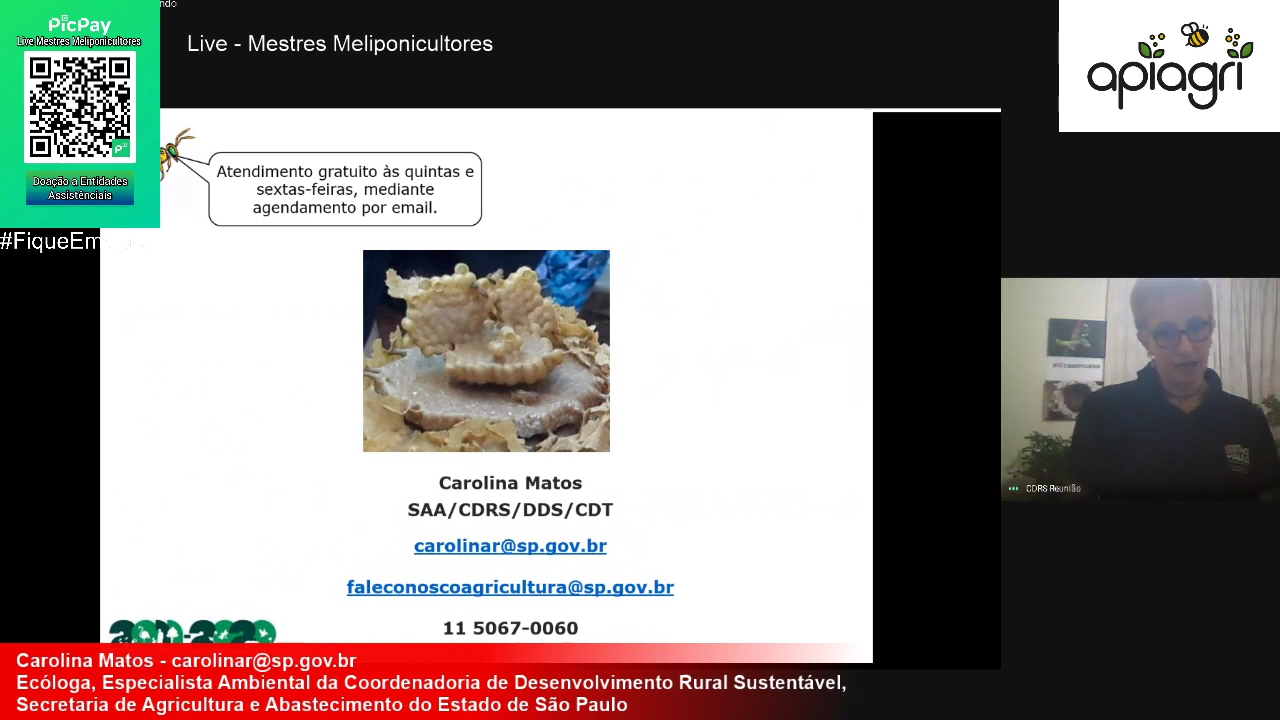 PicPay
Live Mestres Meliponicultores
Doação a Entidades
Assistênciais
#FiqueEm
Live - Mestres Meliponicultores
apiagri
Atendimento gratuito às quintas e
sextas-feiras, mediante
agendamento por email.
Carolina Matos
SAA/CDRS/DDS/CDT
carolinar@sp.gov.br
faleconoscoagricultura@sp.gov.br
11 5067-0060
CDRS Reunião
Carolina Matos - carolinar@sp.gov.br
Ecóloga, Especialista Ambiental da Coordenadoria de Desenvolvimento Rural Sustentável,
Secretaria de Agricultura e Abastecimento do Estado de São Paulo